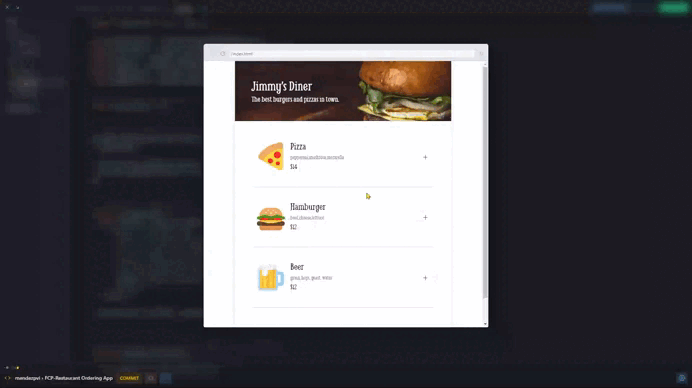 Jimmy's Diner
The best burgers and pizzas in town.
Pizza
pepperoni,mushrom,mozarella
$14
Hamburger
beef,cheese,lettuce
$12
Beer
grain, hops, yeast, water
$12
FCP-Restaurant Ordering App
COMMIT